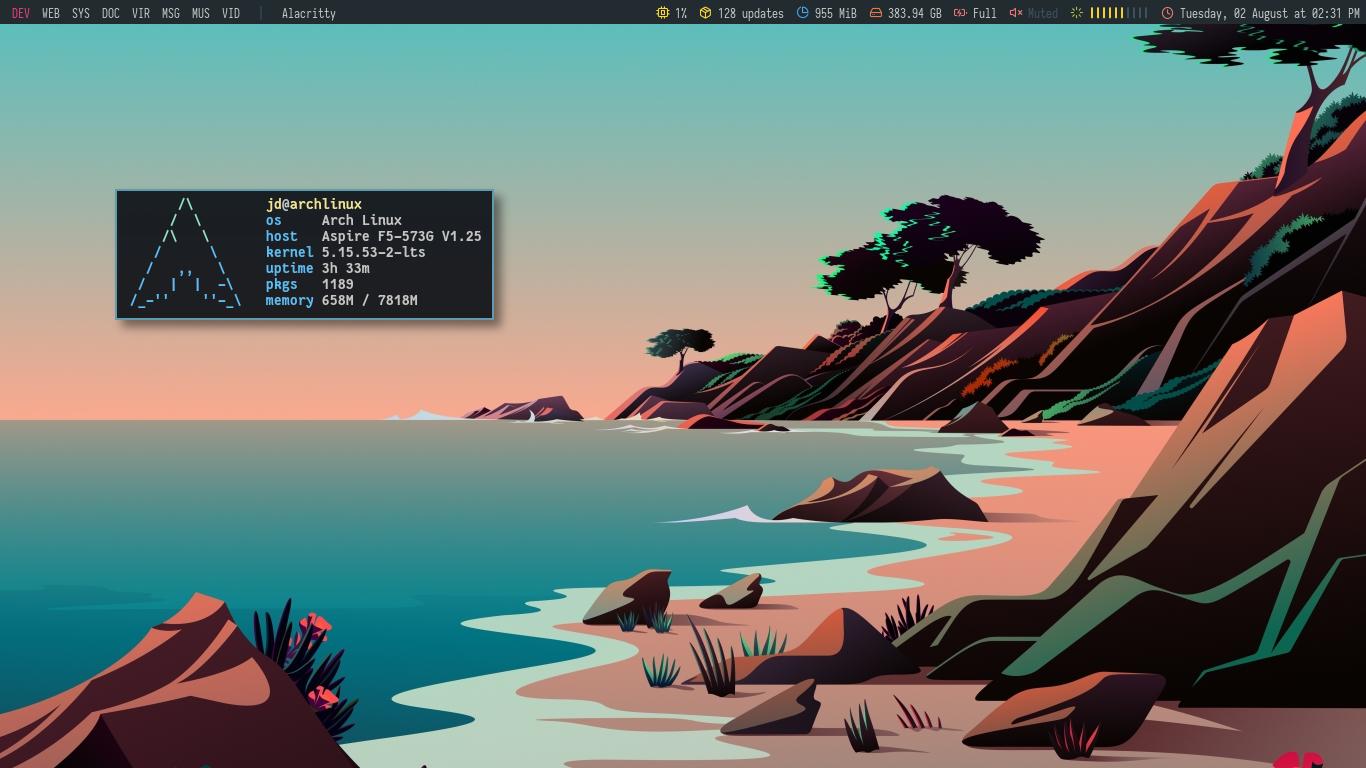 DEV WEB SYS DOC VIR MSG MUS VID | Alacritty 1% 128 updates 955 MiB 383.94 GB Full Muted Tuesday, 02 August at 02:31 PM
jd@archlinux
os Arch Linux
host Aspire F5-573G V1.25
kernel 5.15.53-2-lts
uptime 3h 33m
pkgs 1189
memory 658M / 7818M